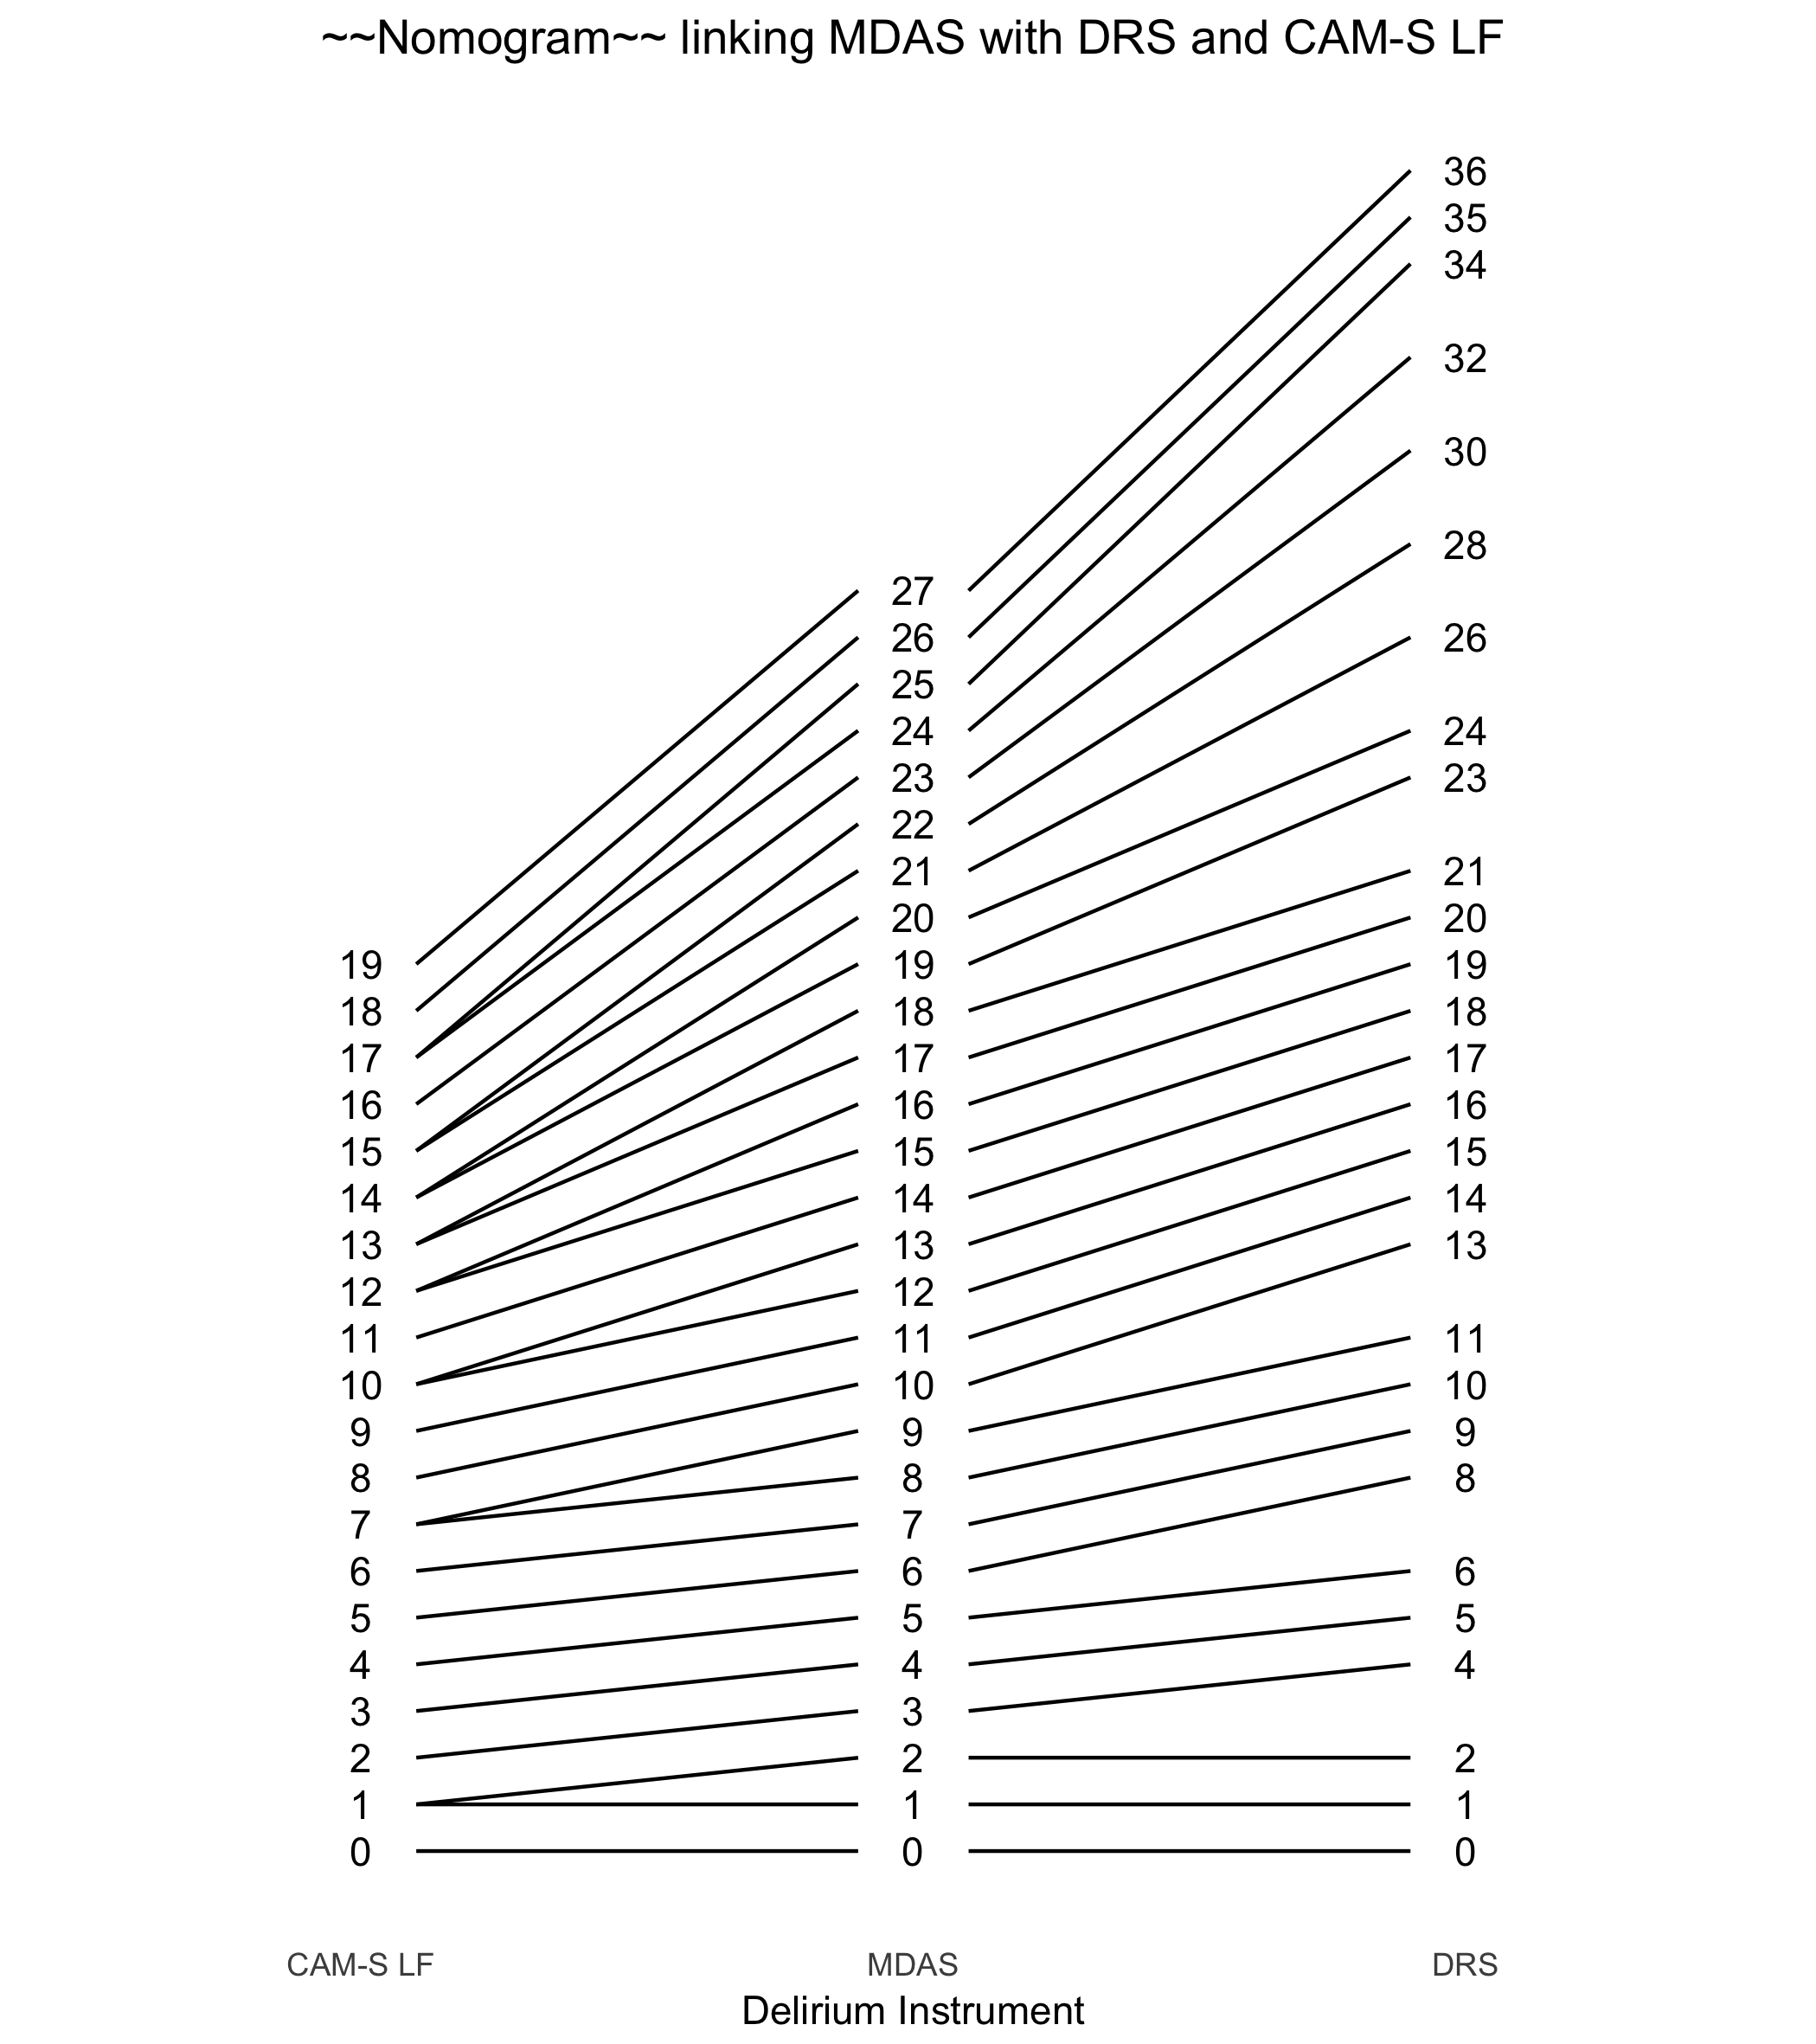 ~~Nomogram~~ linking MDAS with DRS and CAM-S LF
36
35
34
32
30
28
27
26 26
25
24 24
23 23
22
21 21
20 20
19 19 19
18 18 18
17 17 17
16 16 16
15 15 15
14 14 14
13 13 13
12 12
11 11 11
10 10 10
9 9 9
8 8 8
7 7
6 6 6
5 5 5
4 4 4
3 3
2 2 2
1 1 1
0 0 0
CAM-S LF MDAS DRS
Delirium Instrument